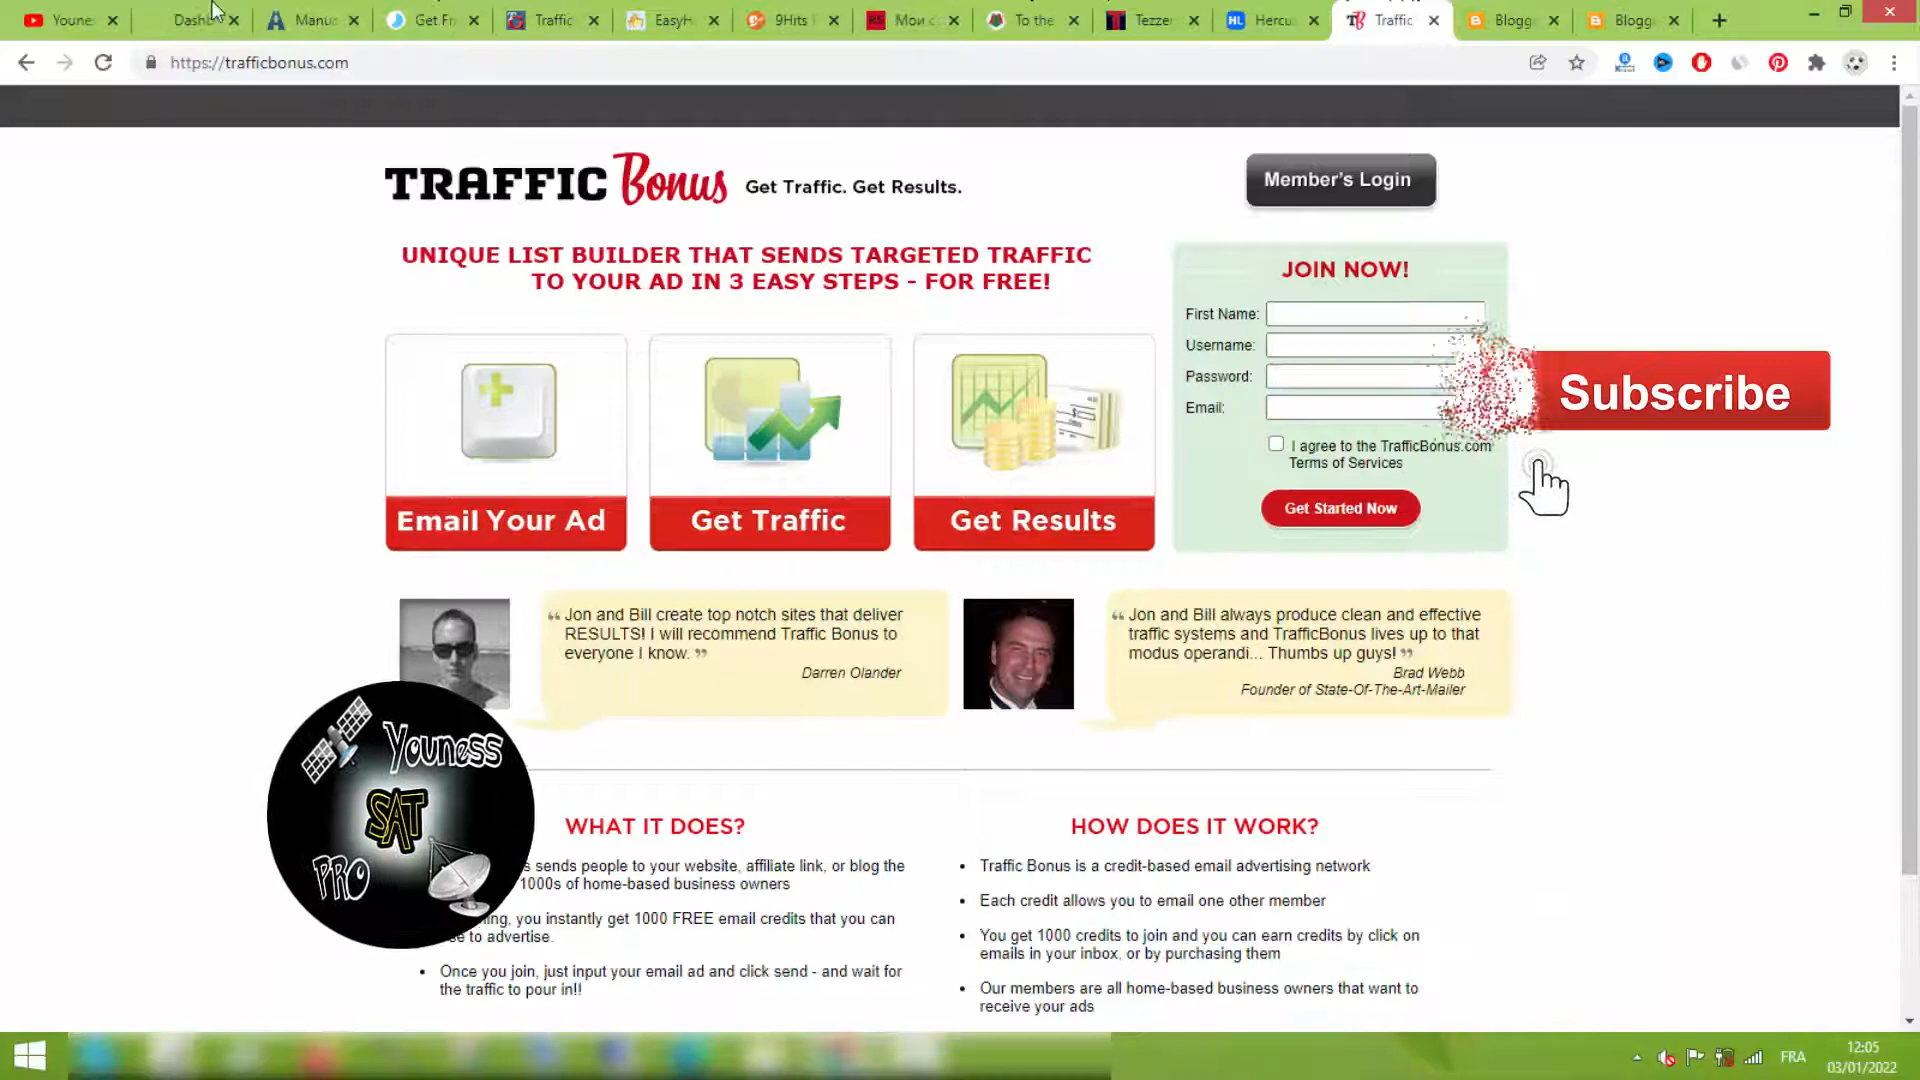 Youne
Dashb
Manua
Get Fr
Traffic
EasyH
9Hits
Мои с
To the
Tezzer
Hercu
Traffic
Blogg
Blogg
https://trafficbonus.com
TRAFFIC Bonus Get Traffic. Get Results.
Member's Login
UNIQUE LIST BUILDER THAT SENDS TARGETED TRAFFIC
TO YOUR AD IN 3 EASY STEPS - FOR FREE!
Email Your Ad
Get Traffic
Get Results
JOIN NOW!
First Name:
Username:
Password:
Email:
I agree to the TrafficBonus.com
Terms of Services
Get Started Now
Subscribe
“ Jon and Bill create top notch sites that deliver
RESULTS! I will recommend Traffic Bonus to
everyone I know. ”
Darren Olander
“ Jon and Bill always produce clean and effective
traffic systems and TrafficBonus lives up to that
modus operandi... Thumbs up guys! ”
Brad Webb
Founder of State-Of-The-Art-Mailer
Youness
SAT
PRO
WHAT IT DOES?
s sends people to your website, affiliate link, or blog the
1000s of home-based business owners
ing, you instantly get 1000 FREE email credits that you can
se to advertise.
• Once you join, just input your email ad and click send - and wait for
the traffic to pour in!!
HOW DOES IT WORK?
• Traffic Bonus is a credit-based email advertising network
• Each credit allows you to email one other member
• You get 1000 credits to join and you can earn credits by click on
emails in your inbox, or by purchasing them
• Our members are all home-based business owners that want to
receive your ads
FRA
12:05
03/01/2022